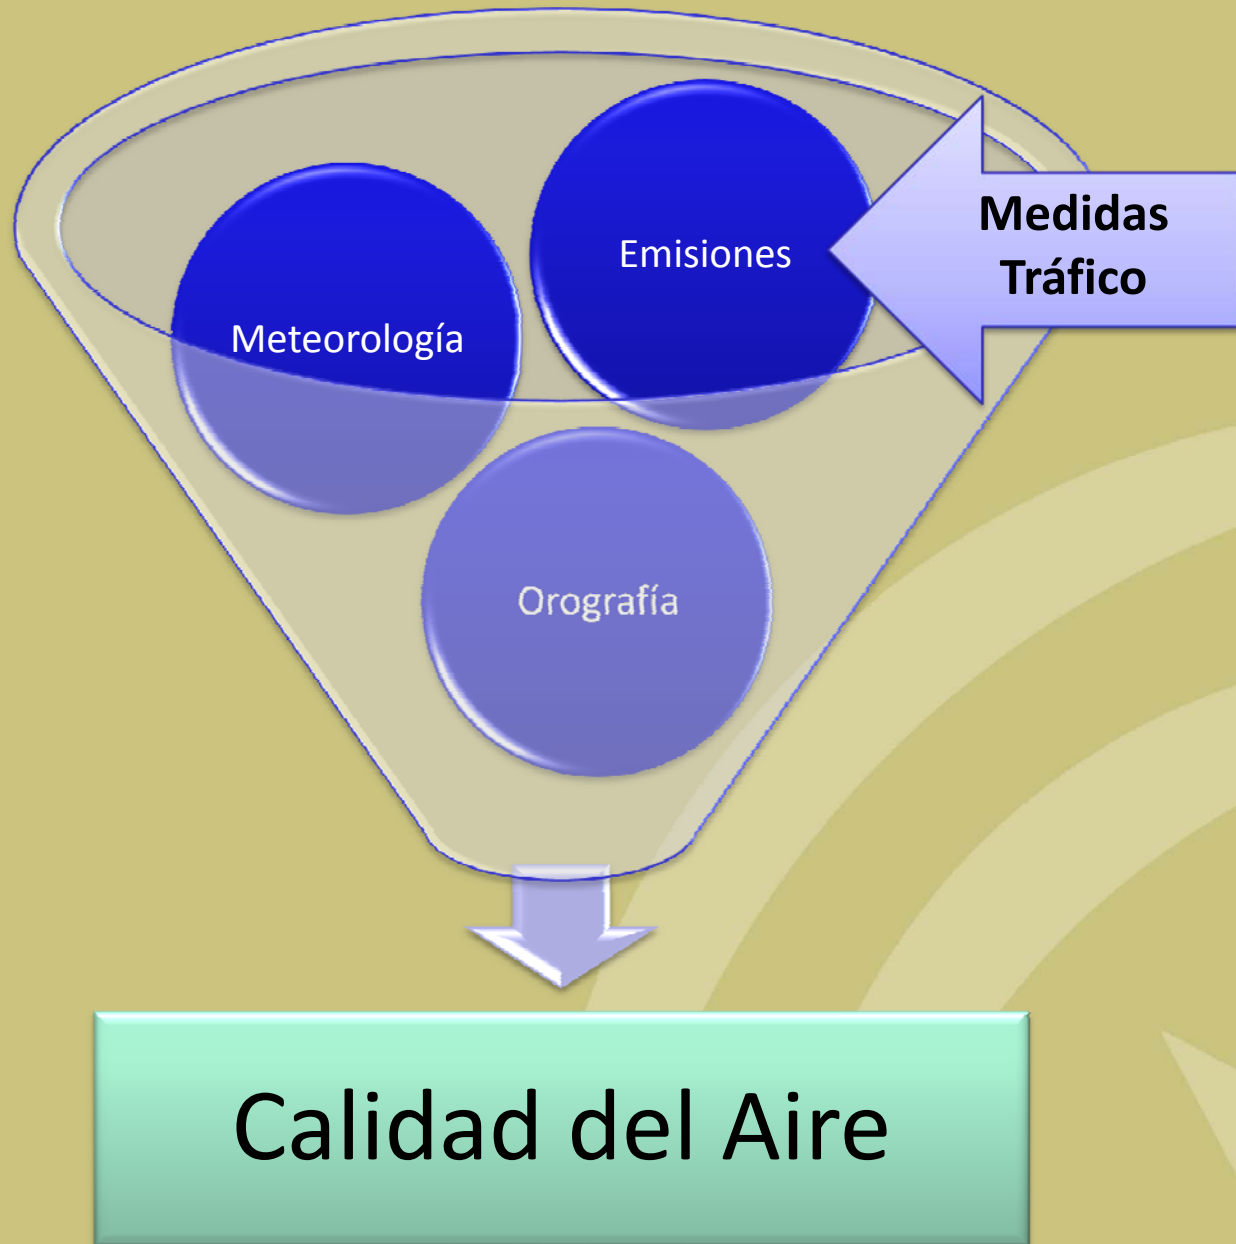 Emisiones
Medidas
Tráfico
Meteorología
Orografía
Calidad del Aire